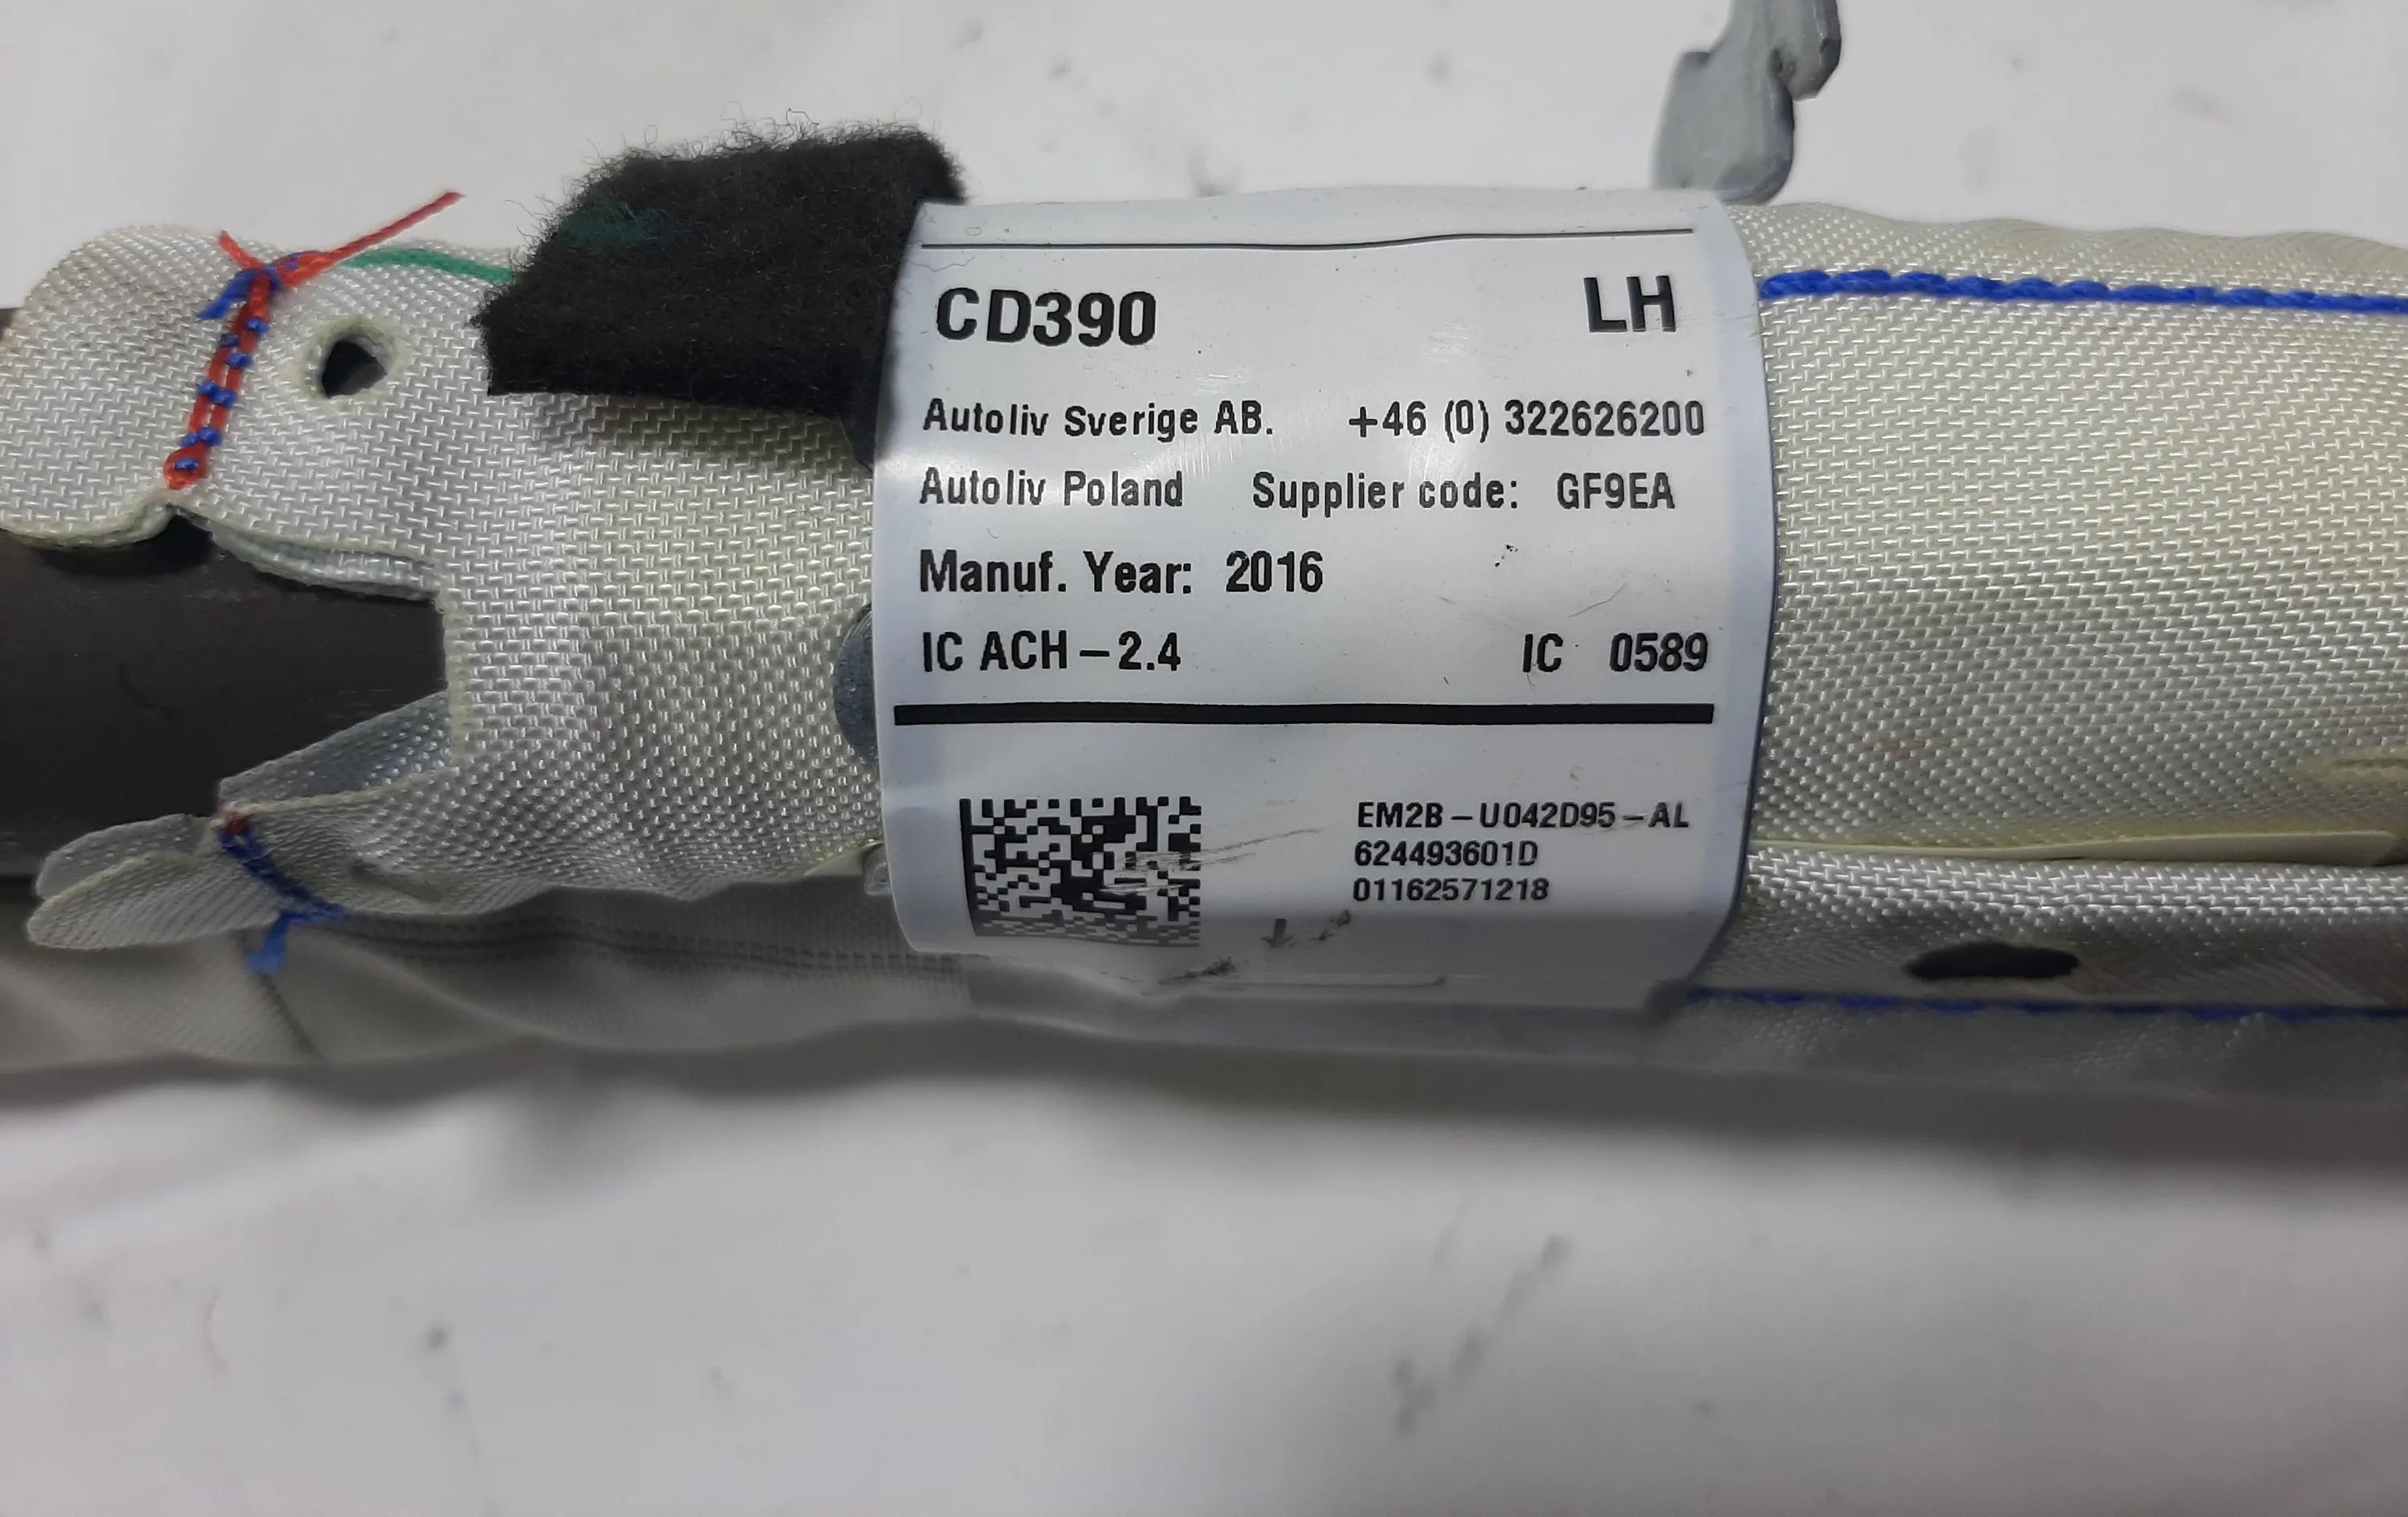 CD390 LH
Autoliv Sverige AB. +46 (0) 322626200
Autoliv Poland Supplier code: GF9EA
Manuf. Year: 2016
IC ACH-2.4 IC 0589
EM2B-U042D95-AL
624493601D
01162571218